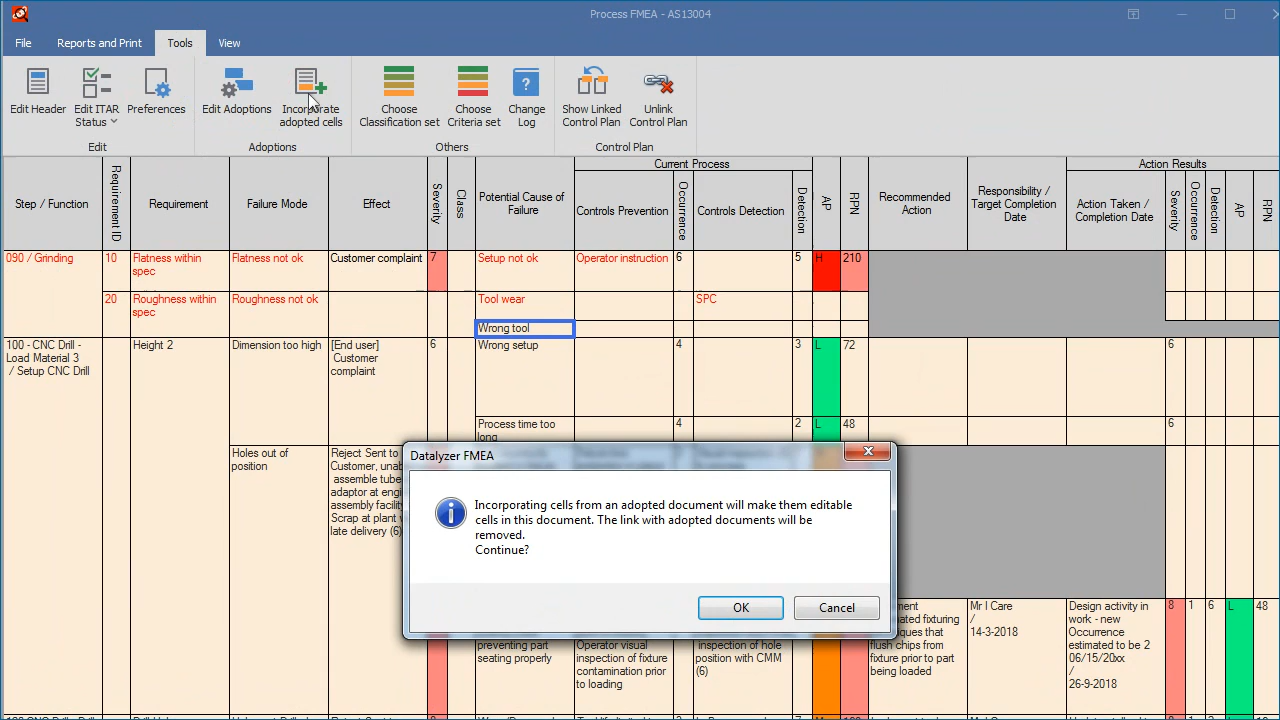 Process FMEA - AS13004
File
Reports and Print
Tools
View
Edit Header
Edit ITAR
Status
Preferences
Edit Adoptions
Incorporate
adopted cells
Choose
Classification set
Choose
Criteria set
Change
Log
Show Linked
Control Plan
Unlink
Control Plan
Edit
Adoptions
Others
Control Plan
Current Process
Action Results
Step / Function
Requirement ID
Requirement
Failure Mode
Effect
Severity
Class
Potential Cause of
Failure
Controls Prevention
Occurrence
Controls Detection
Detection
AP
RPN
Recommended
Action
Responsibility /
Target Completion
Date
Action Taken /
Completion Date
Severity
Occurrence
Detection
AP
RPN
090 / Grinding
10
Flatness within
spec
Flatness not ok
Customer complaint
7
Setup not ok
Operator instruction
6
5
H
210
20
Roughness within
spec
Roughness not ok
Tool wear
SPC
Wrong tool
100 - CNC Drill -
Load Material 3
/ Setup CNC Drill
Height 2
Dimension too high
[End user]
Customer
complaint
6
Wrong setup
4
3
L
72
6
Process time too
long
4
2
L
48
6
Holes out of
position
Reject Sent to
Customer, unab
assemble tube
adaptor at engi
assembly facility
Scrap at plant w
late delivery (6)
Datalyzer FMEA
Incorporating cells from an adopted document will make them editable
cells in this document. The link with adopted documents will be
removed.
Continue?
OK
Cancel
preventing part
seating properly
Operator visual
inspection of fixture
contamination prior
to loading
inspection of hole
position with CMM
(6)
flush chips from
fixture prior to part
being loaded
Mr I Care
/
14-3-2018
Design activity in
work - new
Occurrence
estimated to be 2
06/15/20xx
/
26-9-2018
8
1
6
L
48